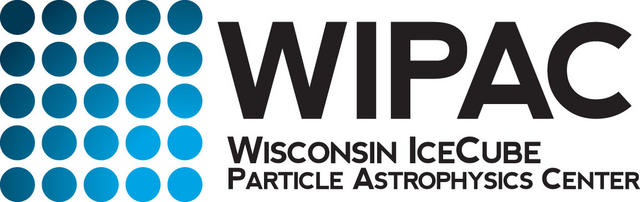 WIPAC
WISCONSIN ICECUBE
PARTICLE ASTROPHYSICS CENTER